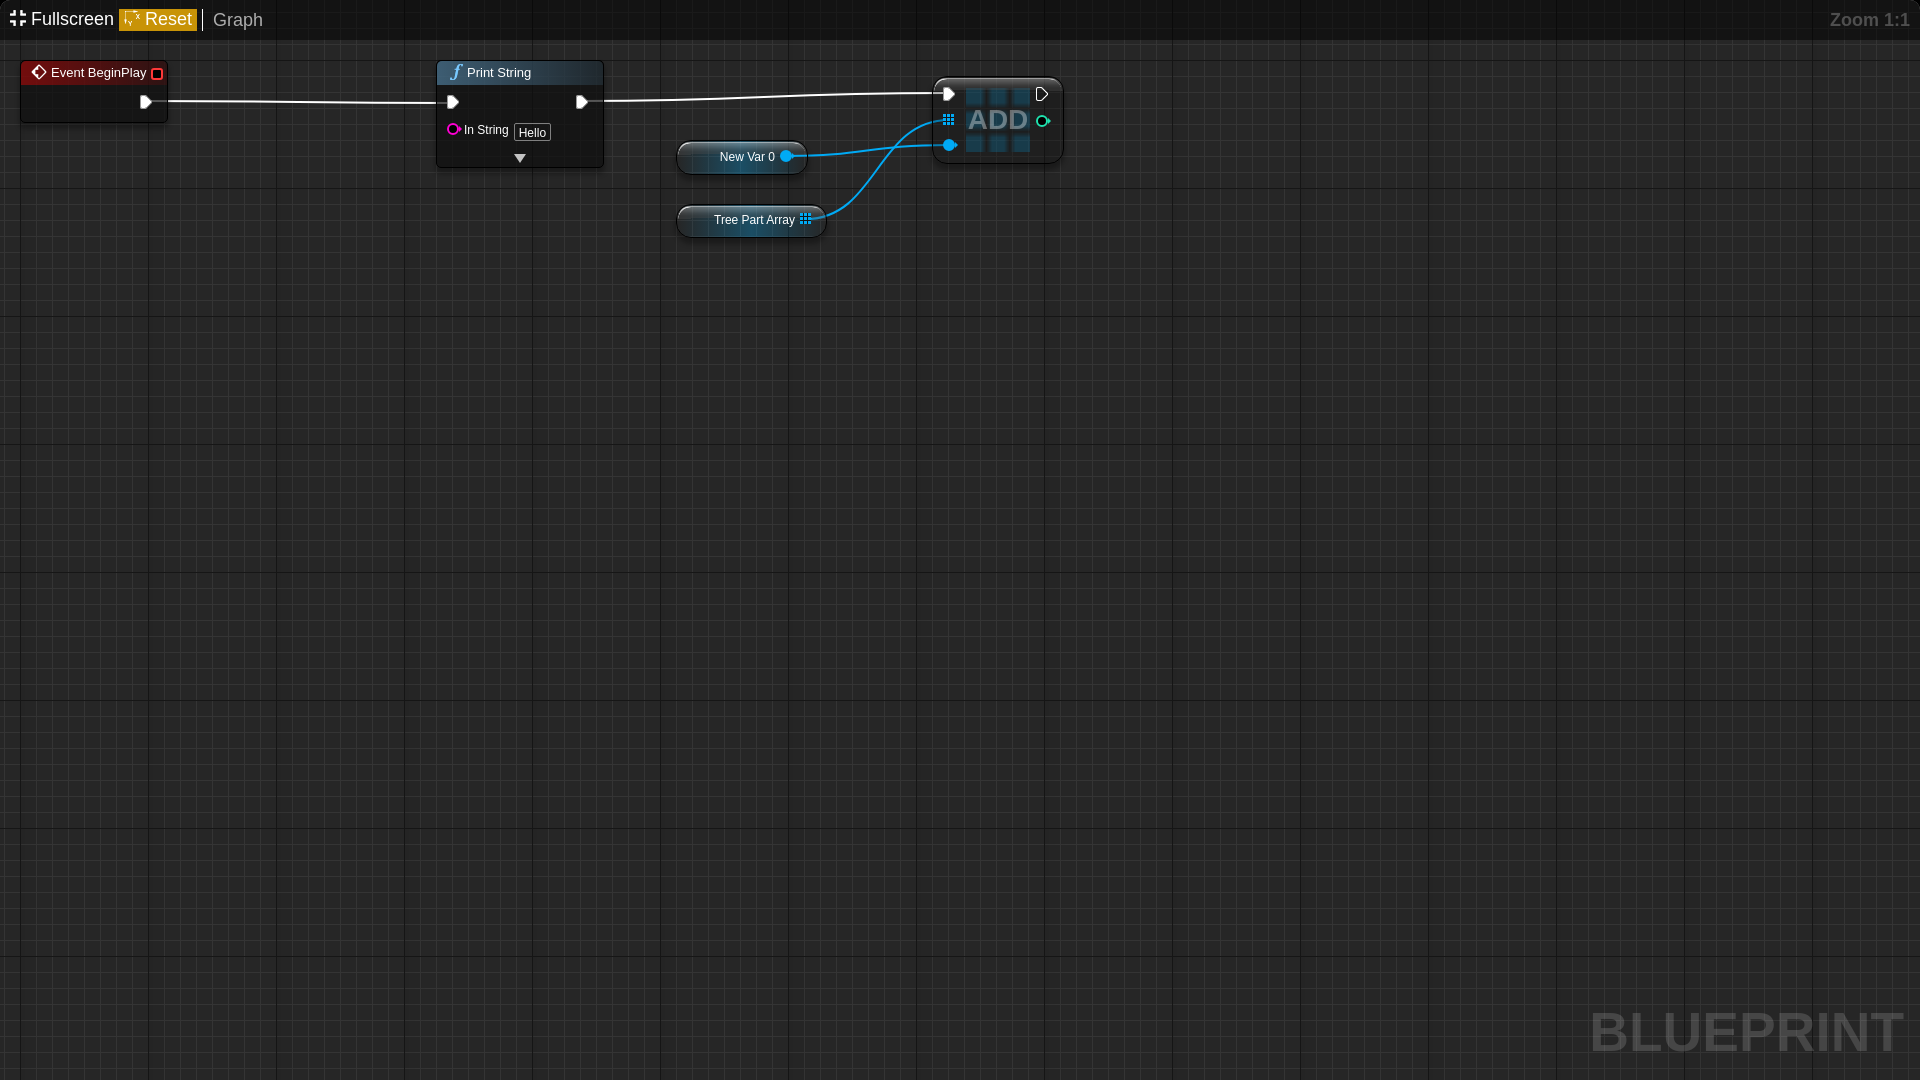 Fullscreen Reset Graph Zoom 1:1
Event BeginPlay
Print String
In String Hello
ADD
New Var 0
Tree Part Array
BLUEPRINT